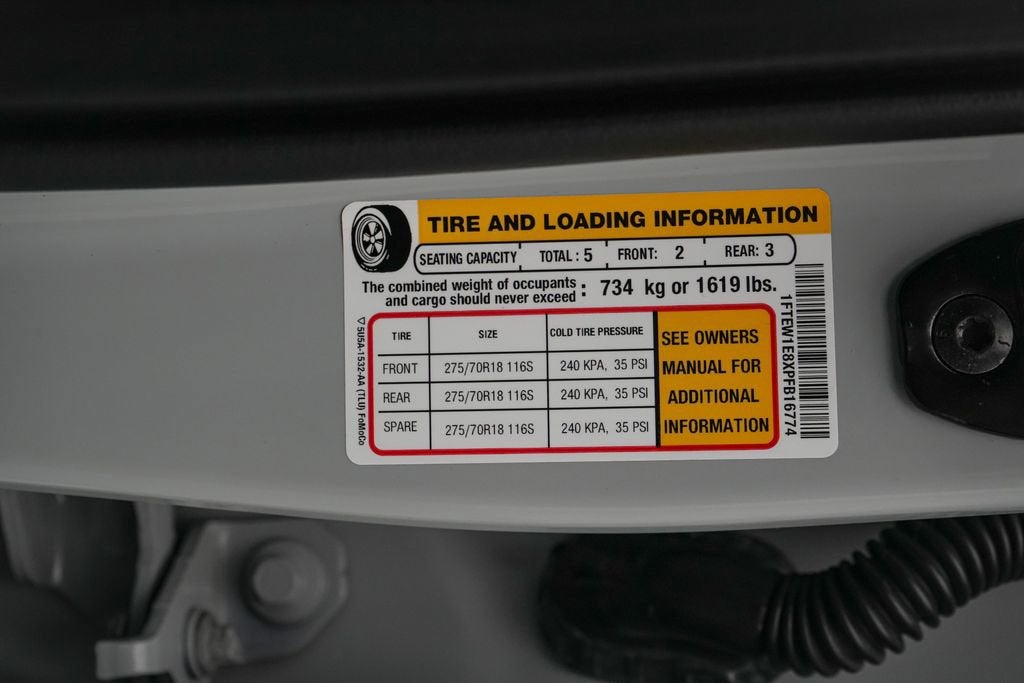 TIRE AND LOADING INFORMATION
SEATING CAPACITY TOTAL : 5 FRONT: 2 REAR: 3
The combined weight of occupants
and cargo should never exceed : 734 kg or 1619 lbs.
TIRE SIZE COLD TIRE PRESSURE
FRONT 275/70R18 116S 240 KPA, 35 PSI
REAR 275/70R18 116S 240 KPA, 35 PSI
SPARE 275/70R18 116S 240 KPA, 35 PSI
SEE OWNERS
MANUAL FOR
ADDITIONAL
INFORMATION
▽ 5U5A-1532-AA (TLU) FoMoCo
1FTEW1E8XPFB16774